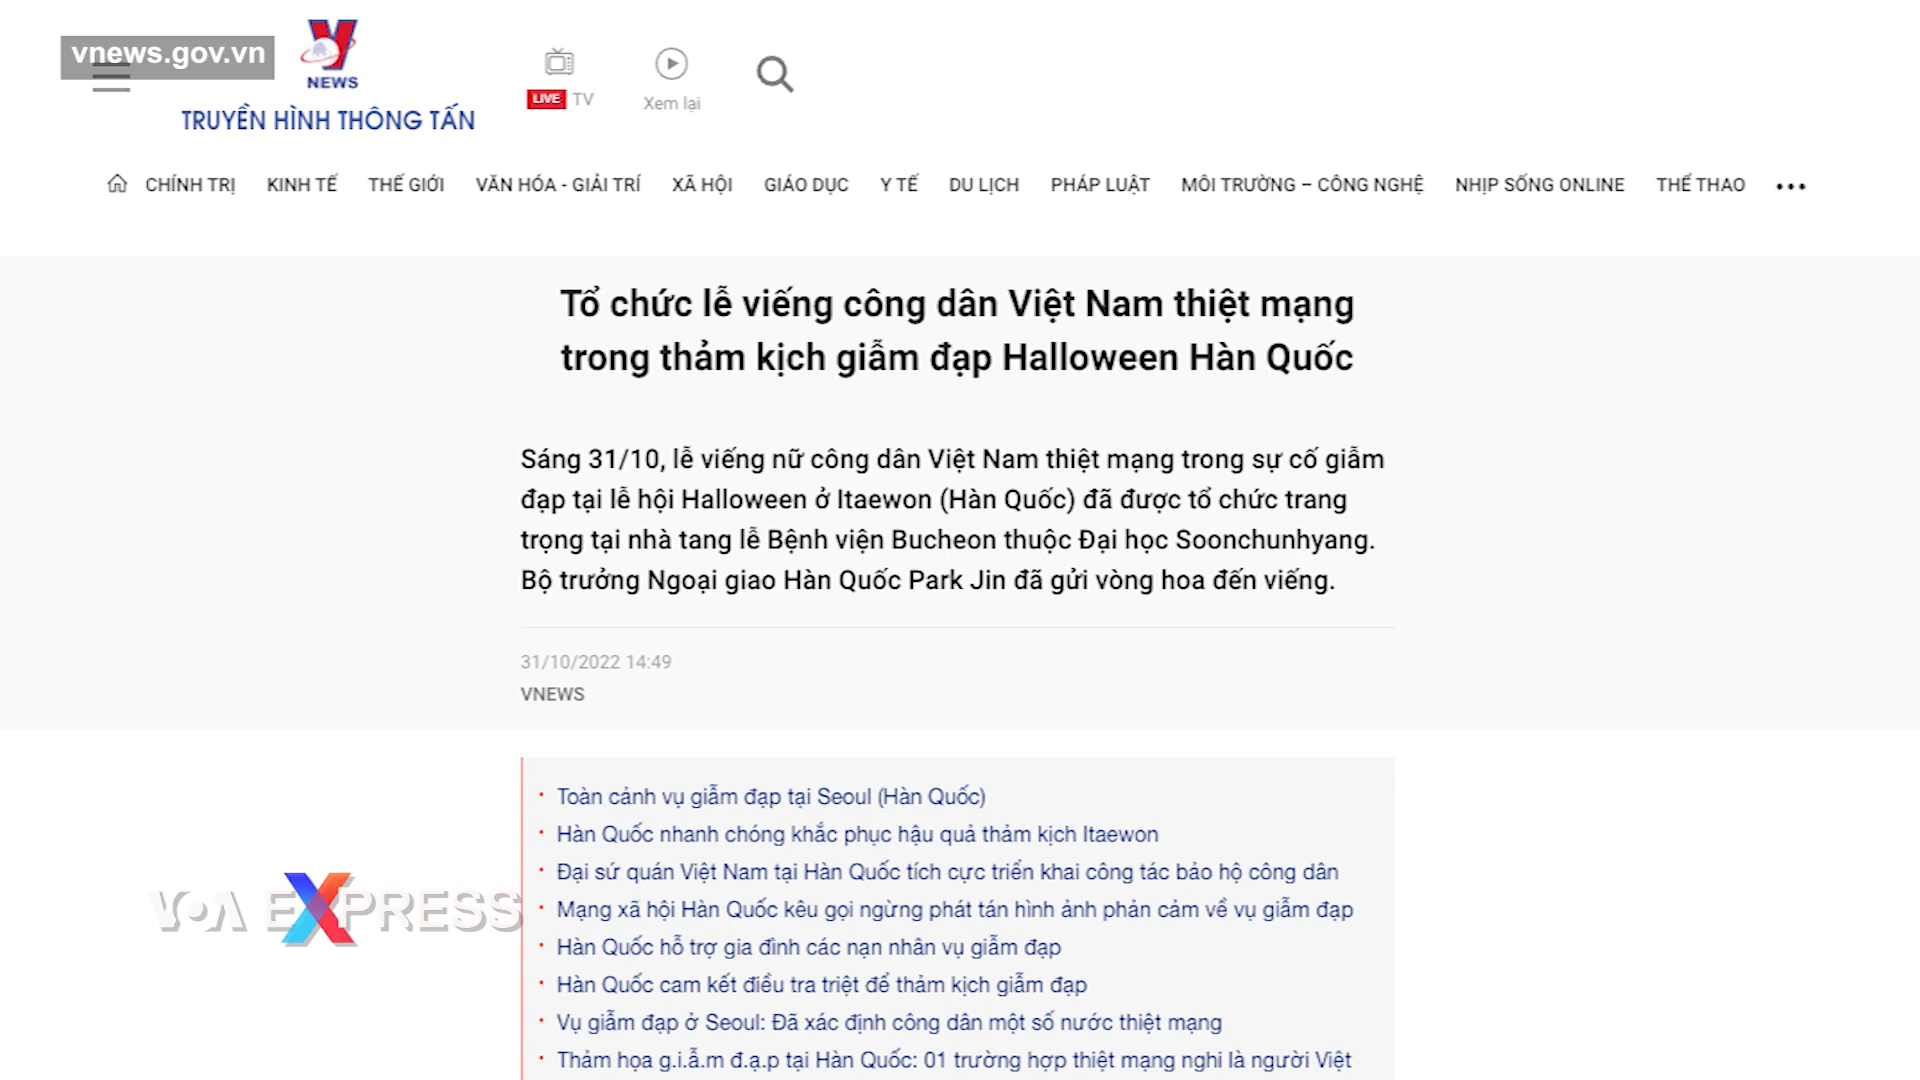 vnews.gov.vn
NEWS
TRUYỀN HÌNH THÔNG TẤN
LIVE TV
Xem lại
CHÍNH TRỊ KINH TẾ THẾ GIỚI VĂN HÓA - GIẢI TRÍ XÃ HỘI GIÁO DỤC Y TẾ DU LỊCH PHÁP LUẬT MÔI TRƯỜNG – CÔNG NGHỆ NHỊP SỐNG ONLINE THỂ THAO
Tổ chức lễ viếng công dân Việt Nam thiệt mạng
trong thảm kịch giẫm đạp Halloween Hàn Quốc
Sáng 31/10, lễ viếng nữ công dân Việt Nam thiệt mạng trong sự cố giẫm
đạp tại lễ hội Halloween ở Itaewon (Hàn Quốc) đã được tổ chức trang
trọng tại nhà tang lễ Bệnh viện Bucheon thuộc Đại học Soonchunhyang.
Bộ trưởng Ngoại giao Hàn Quốc Park Jin đã gửi vòng hoa đến viếng.
31/10/2022 14:49
VNEWS
Toàn cảnh vụ giẫm đạp tại Seoul (Hàn Quốc)
Hàn Quốc nhanh chóng khắc phục hậu quả thảm kịch Itaewon
Đại sứ quán Việt Nam tại Hàn Quốc tích cực triển khai công tác bảo hộ công dân
Mạng xã hội Hàn Quốc kêu gọi ngừng phát tán hình ảnh phản cảm về vụ giẫm đạp
Hàn Quốc hỗ trợ gia đình các nạn nhân vụ giẫm đạp
Hàn Quốc cam kết điều tra triệt để thảm kịch giẫm đạp
Vụ giẫm đạp ở Seoul: Đã xác định công dân một số nước thiệt mạng
Thảm họa g.i.ẫ.m đ.ạ.p tại Hàn Quốc: 01 trường hợp thiệt mạng nghi là người Việt
VOA EXPRESS